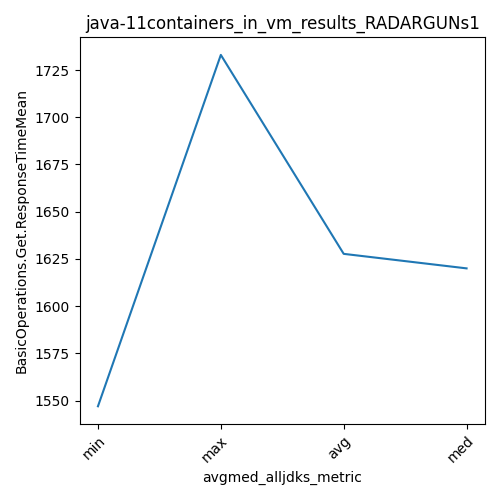 java-11containers_in_vm_results_RADARGUNs1
BasicOperations.Get.ResponseTimeMean
1725
1700
1675
1650
1625
1600
1575
1550
min
max
avg
med
avgmed_alljdks_metric